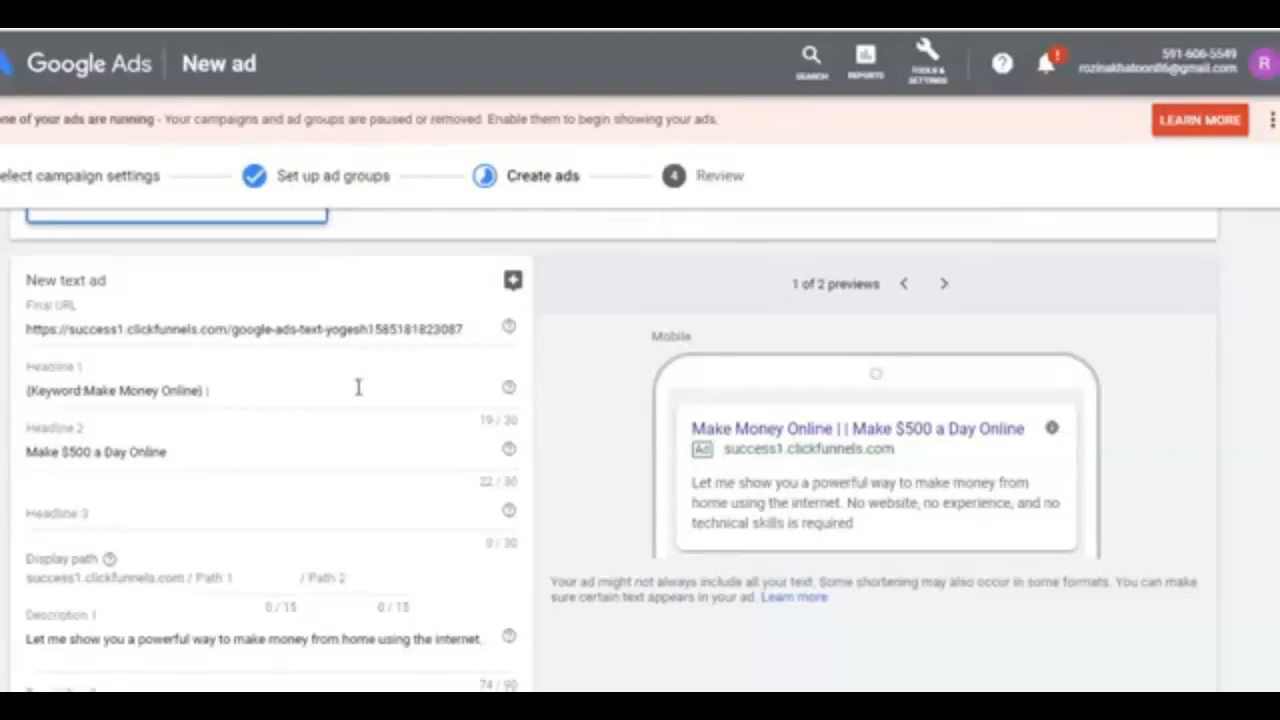 Google Ads New ad
SEARCH REPORTS TOOLS & SETTINGS
591-606-5549
rozinakhatoon86@gmail.com R
one of your ads are running - Your campaigns and ad groups are paused or removed. Enable them to begin showing your ads. LEARN MORE
elect campaign settings Set up ad groups Create ads 4 Review
New text ad
Final URL
https://success1.clickfunnels.com/google-ads-text-yogesh1585181823087
Headline 1
{Keyword:Make Money Online} |
19 / 30
Headline 2
Make $500 a Day Online
22 / 30
Headline 3
0 / 30
Display path
success1.clickfunnels.com / Path 1 / Path 2
0 / 15 0 / 15
Description 1
Let me show you a powerful way to make money from home using the internet.
74 / 90
1 of 2 previews
Mobile
Make Money Online | | Make $500 a Day Online
Ad success1.clickfunnels.com
Let me show you a powerful way to make money from
home using the internet. No website, no experience, and no
technical skills is required
Your ad might not always include all your text. Some shortening may also occur in some formats. You can make
sure certain text appears in your ad. Learn more